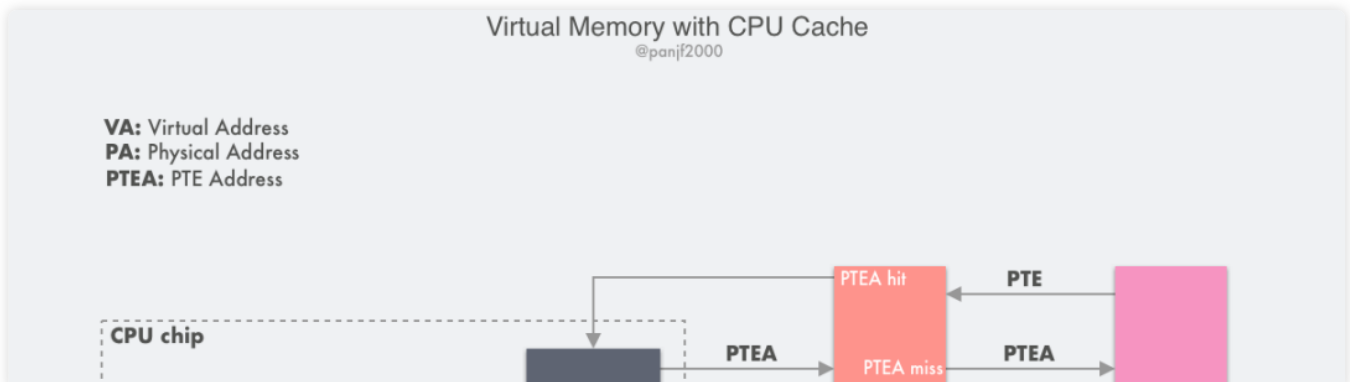 Virtual Memory with CPU Cache
@panjf2000
VA: Virtual Address
PA: Physical Address
PTEA: PTE Address
PTEA hit
PTE
CPU chip
PTEA
PTEA
PTEA miss